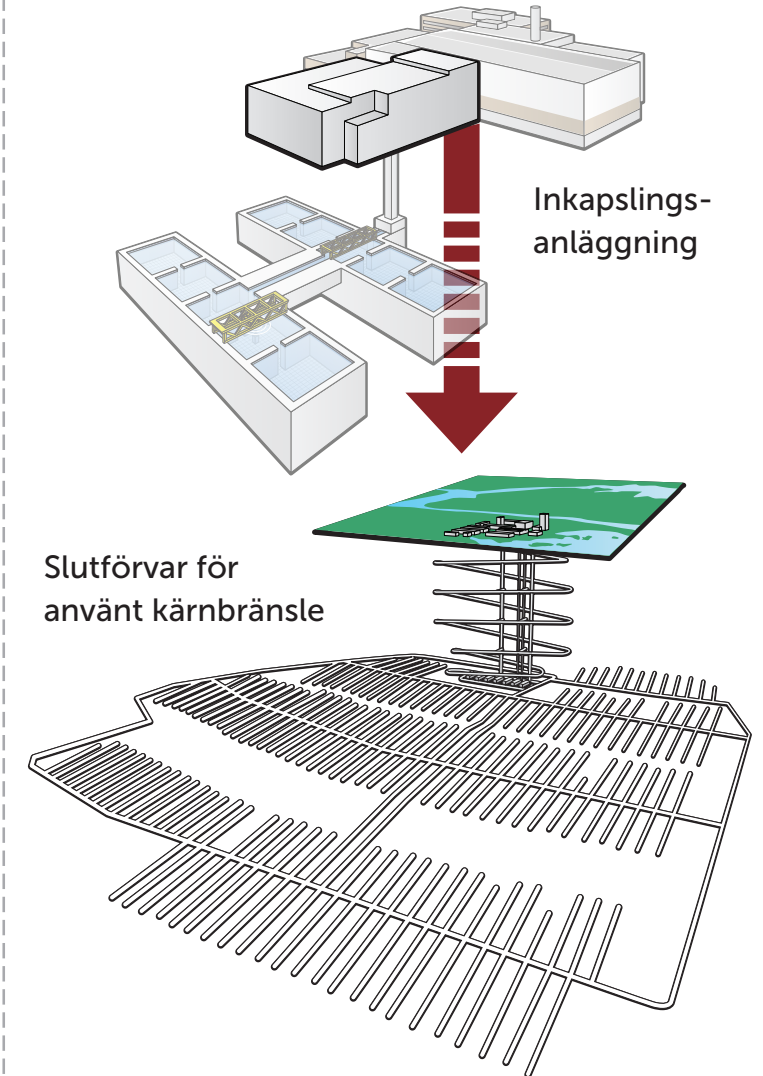 Inkapslings-
anläggning
Slutförvar för
använt kärnbränsle